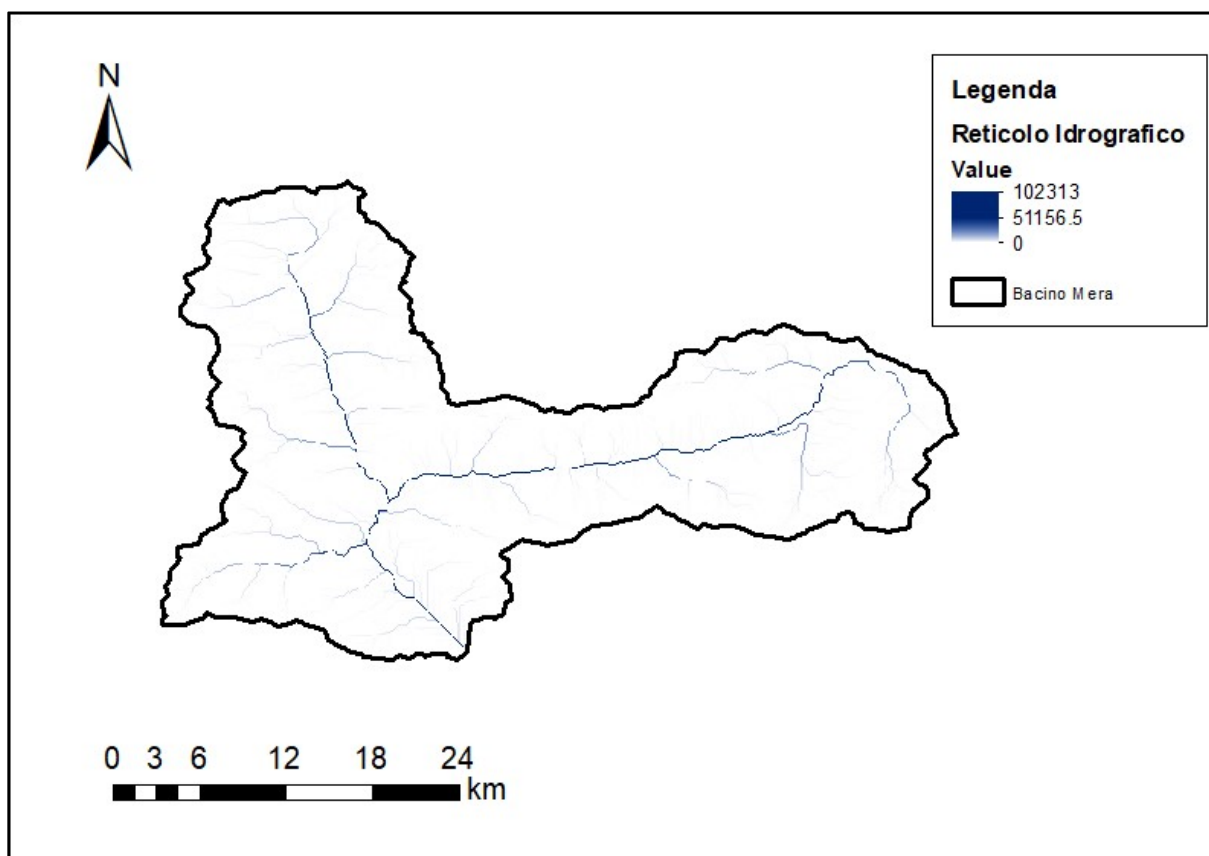 N
Legenda
Reticolo Idrografico
Value
102313
51156.5
0
Bacino Mera
0 3 6 12 18 24
km